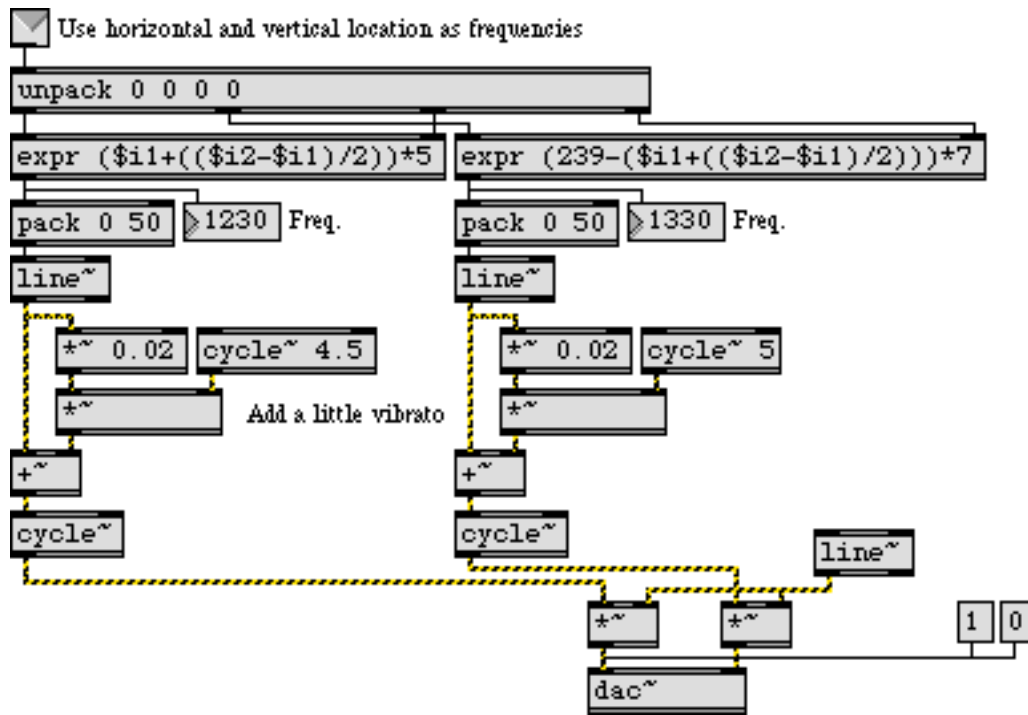 Use horizontal and vertical location as frequencies
unpack 0 0 0 0
expr ($i1+(($i2-$i1)/2))*5 expr (239-($i1+(($i2-$i1)/2)))*7
pack 0 50 1230 Freq. pack 0 50 1330 Freq.
line~ line~
*~ 0.02 cycle~ 4.5 *~ 0.02 cycle~ 5
*~ Add a little vibrato *~
+~ +~
cycle~ cycle~ line~
*~ *~ 1 0
dac~